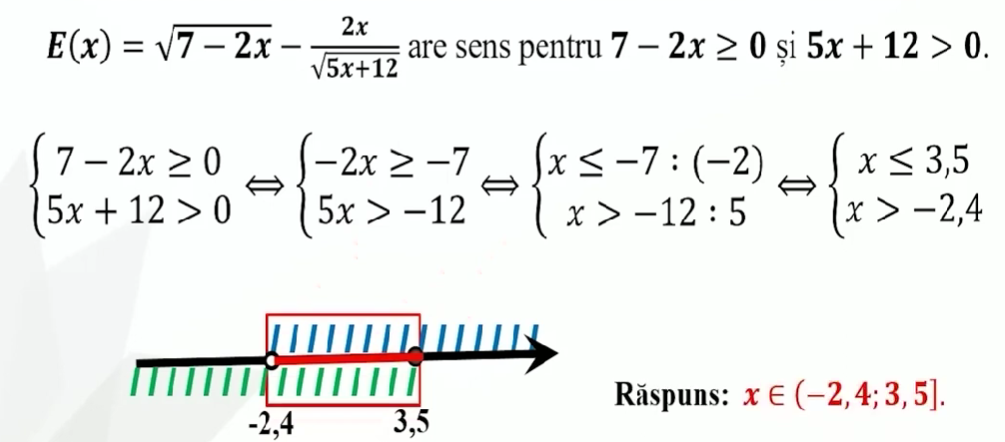 E(x) = √(7 − 2x) − 2x/√(5x+12) are sens pentru 7 − 2x ≥ 0 și 5x + 12 > 0.
{7 − 2x ≥ 0 ⇔ {−2x ≥ −7 ⇔ {x ≤ −7 : (−2) ⇔ {x ≤ 3,5
{5x + 12 > 0 {5x > −12 {x > −12 : 5 {x > −2,4
-2,4 3,5
Răspuns: x ∈ (−2,4; 3,5].